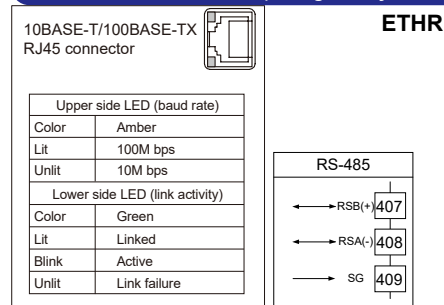 10BASE-T/100BASE-TX
RJ45 connector
ETHR
Upper side LED (baud rate)
Color Amber
Lit 100M bps
Unlit 10M bps
Lower side LED (link activity)
Color Green
Lit Linked
Blink Active
Unlit Link failure
RS-485
RSB(+) 407
RSA(-) 408
SG 409